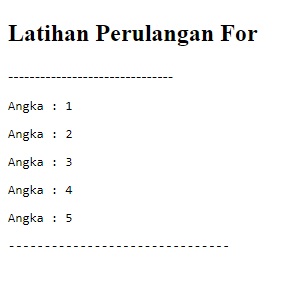 Latihan Perulangan For
-------------------------------
Angka : 1
Angka : 2
Angka : 3
Angka : 4
Angka : 5
-------------------------------